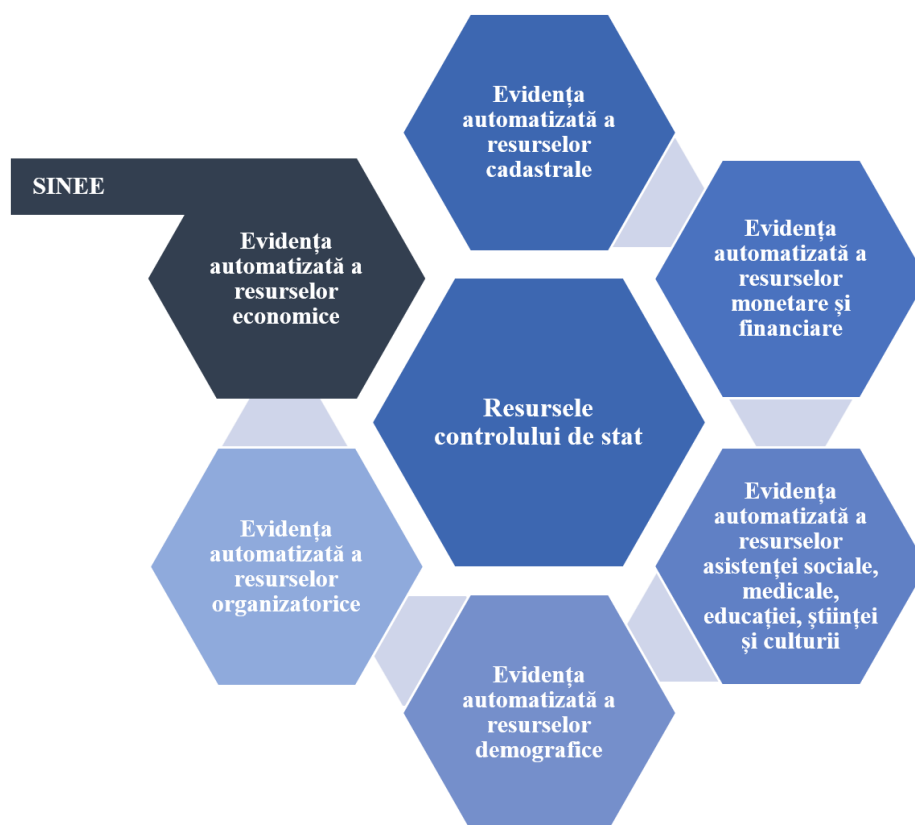 Evidența
automatizată a
resurselor
cadastrale
SINEE
Evidența
automatizată a
resurselor
economice
Evidența
automatizată a
resurselor
monetare și
financiare
Resursele
controlului de stat
Evidența
automatizată a
resurselor
organizatorice
Evidența
automatizată a
resurselor
asistenței sociale,
medicale,
educației, științei
și culturii
Evidența
automatizată a
resurselor
demografice